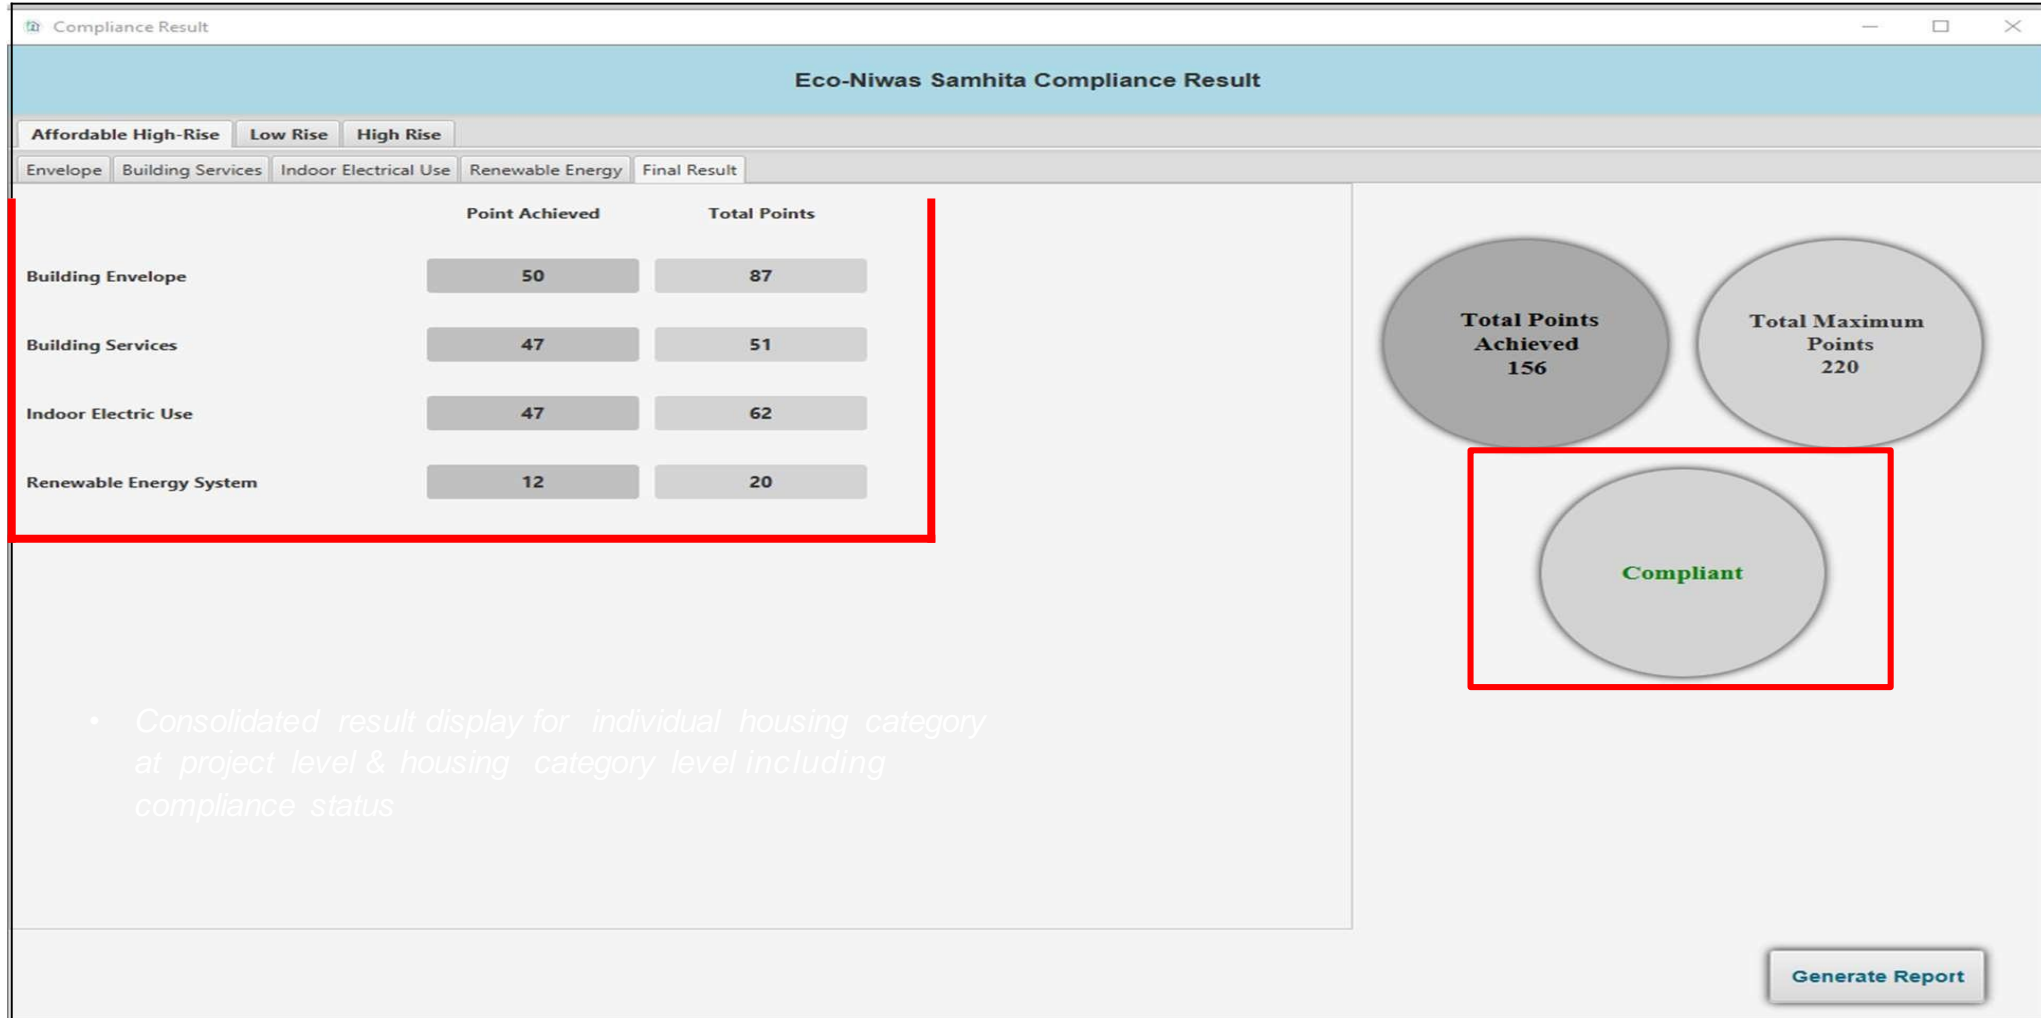 Compliance Result
Eco-Niwas Samhita Compliance Result
Affordable High-Rise Low Rise High Rise
Envelope Building Services Indoor Electrical Use Renewable Energy Final Result
Point Achieved Total Points
Building Envelope 50 87
Building Services 47 51
Indoor Electric Use 47 62
Renewable Energy System 12 20
Total Points
Achieved
156
Total Maximum
Points
220
Compliant
• Consolidated result display for individual housing category
at project level & housing category level including
compliance status
Generate Report